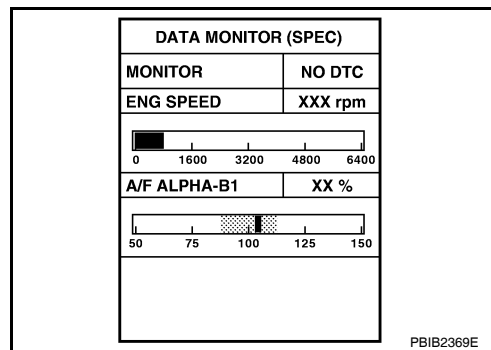 DATA MONITOR (SPEC)
MONITOR NO DTC
ENG SPEED XXX rpm
0 1600 3200 4800 6400
A/F ALPHA-B1 XX %
50 75 100 125 150
PBIB2369E